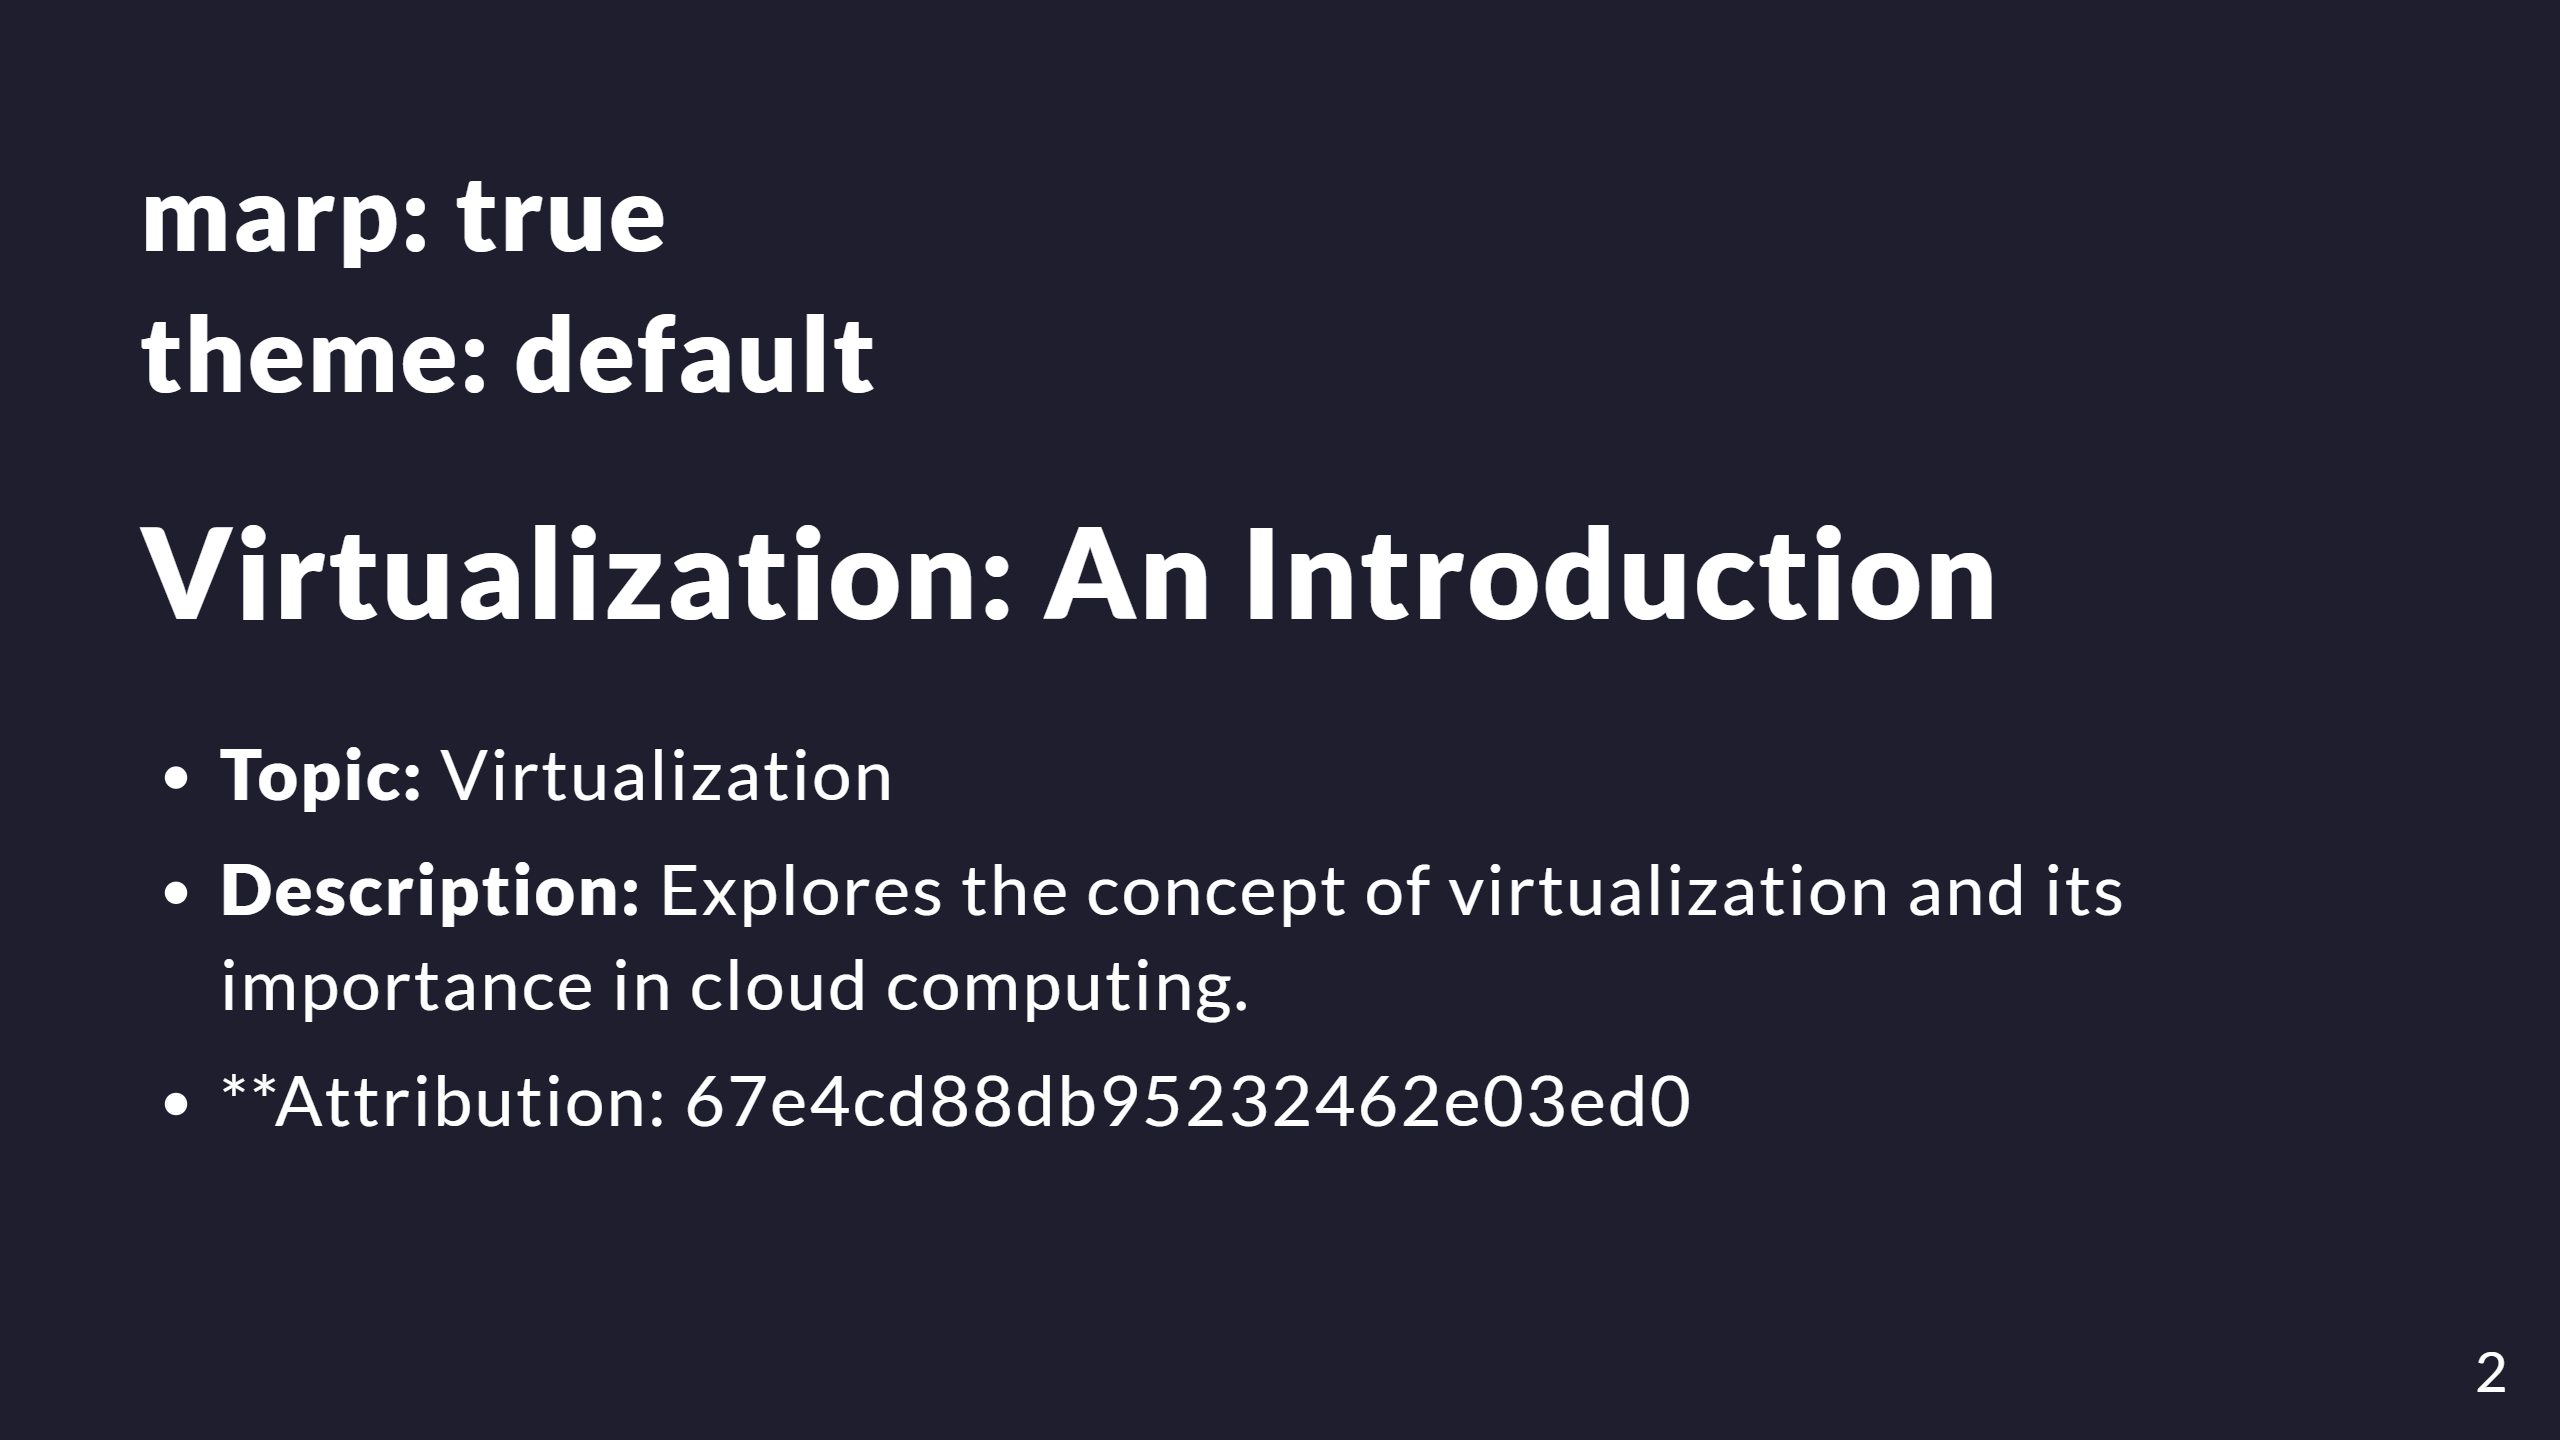 marp: true
theme: default
Virtualization: An Introduction
• Topic: Virtualization
• Description: Explores the concept of virtualization and its
importance in cloud computing.
• **Attribution: 67e4cd88db95232462e03ed0
2